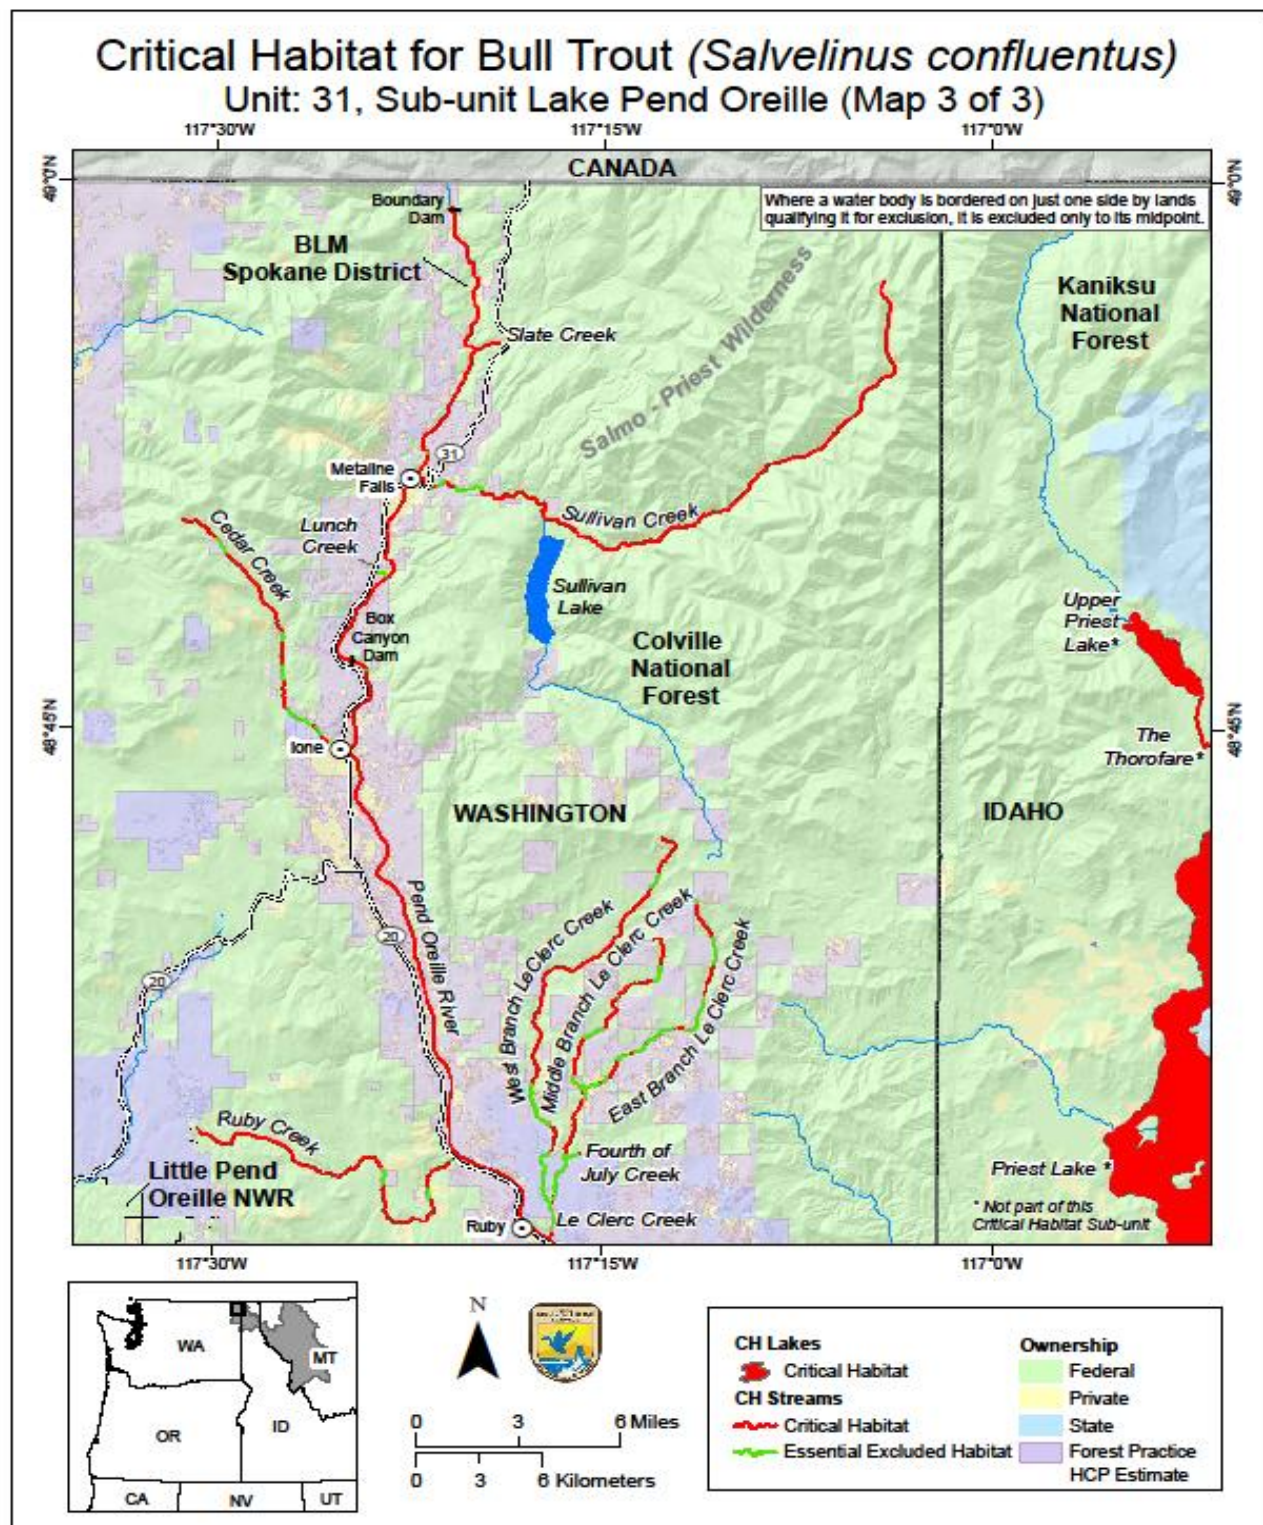 Critical Habitat for Bull Trout (Salvelinus confluentus)
Unit: 31, Sub-unit Lake Pend Oreille (Map 3 of 3)
117°30'W
117°15'W
117°0'W
49°0'N
49°0'N
CANADA
Where a water body is bordered on just one side by lands
qualifying it for exclusion, it is excluded only to its midpoint.
Boundary
Dam
BLM
Spokane District
Kaniksu
National
Forest
Slate Creek
Salmo - Priest Wilderness
31
Metaline
Falls
Sullivan Creek
Cedar Creek
Lunch
Creek
Sullivan
Lake
Upper
Priest
Lake*
Box
Canyon
Dam
Colville
National
Forest
48°45'N
48°45'N
Ione
The
Thorofare*
WASHINGTON
IDAHO
Pend Oreille River
20
20
West Branch LeClerc Creek
Middle Branch Le Clerc Creek
East Branch Le Clerc Creek
Ruby Creek
Fourth of
July Creek
Little Pend
Oreille NWR
Priest Lake *
Ruby
Le Clerc Creek
* Not part of this
Critical Habitat Sub-unit
117°30'W
117°15'W
117°0'W
WA
MT
OR
ID
CA
NV
UT
N
0 3 6 Miles
0 3 6 Kilometers
CH Lakes
Critical Habitat
CH Streams
Critical Habitat
Essential Excluded Habitat
Ownership
Federal
Private
State
Forest Practice
HCP Estimate